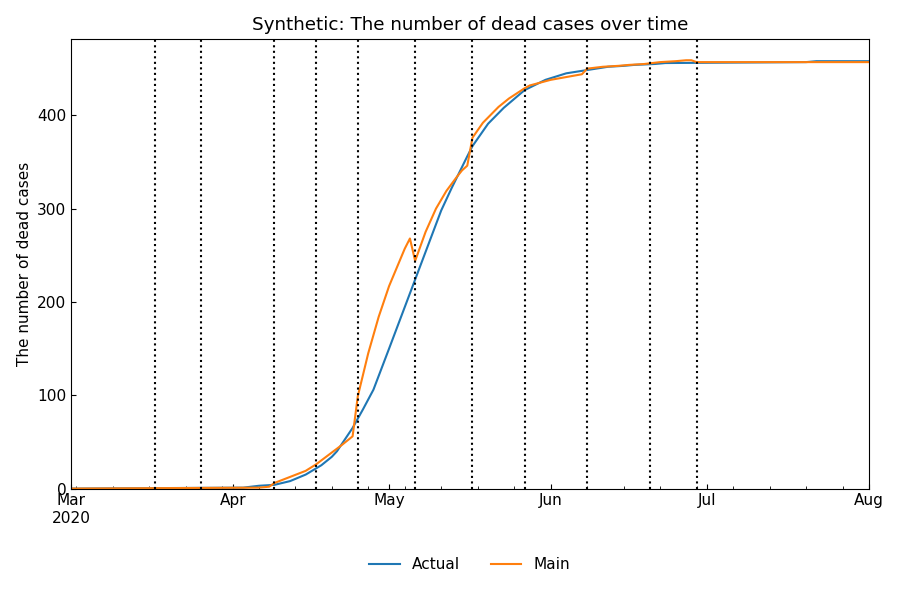 Synthetic: The number of dead cases over time
The number of dead cases
400
300
200
100
0
Mar Apr May Jun Jul Aug
2020
Actual Main